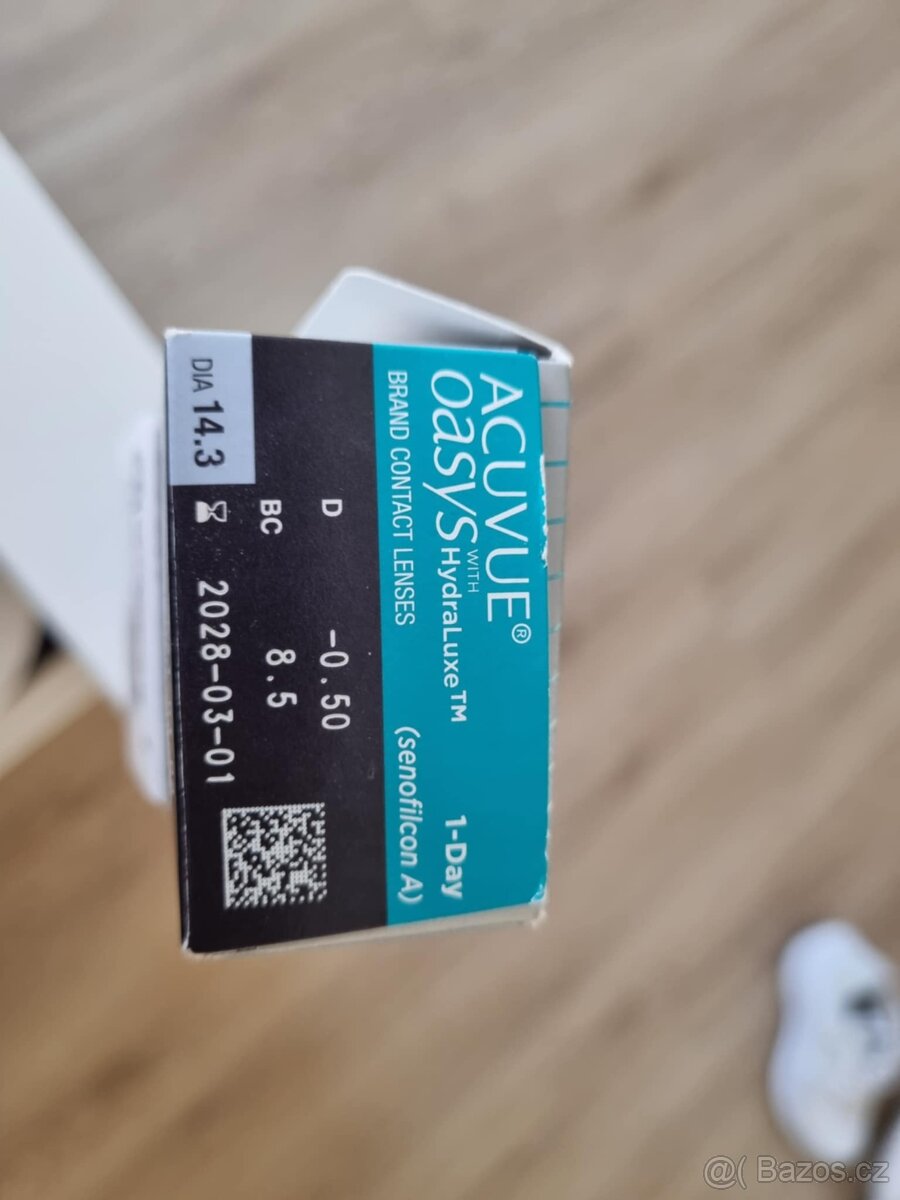 ACUVUE®
OASYS WITH HydraLuxe™ 1-Day
BRAND CONTACT LENSES (senofilcon A)
D -0.50
BC 8.5
DIA 14.3 2028-03-01
@( Bazos.cz